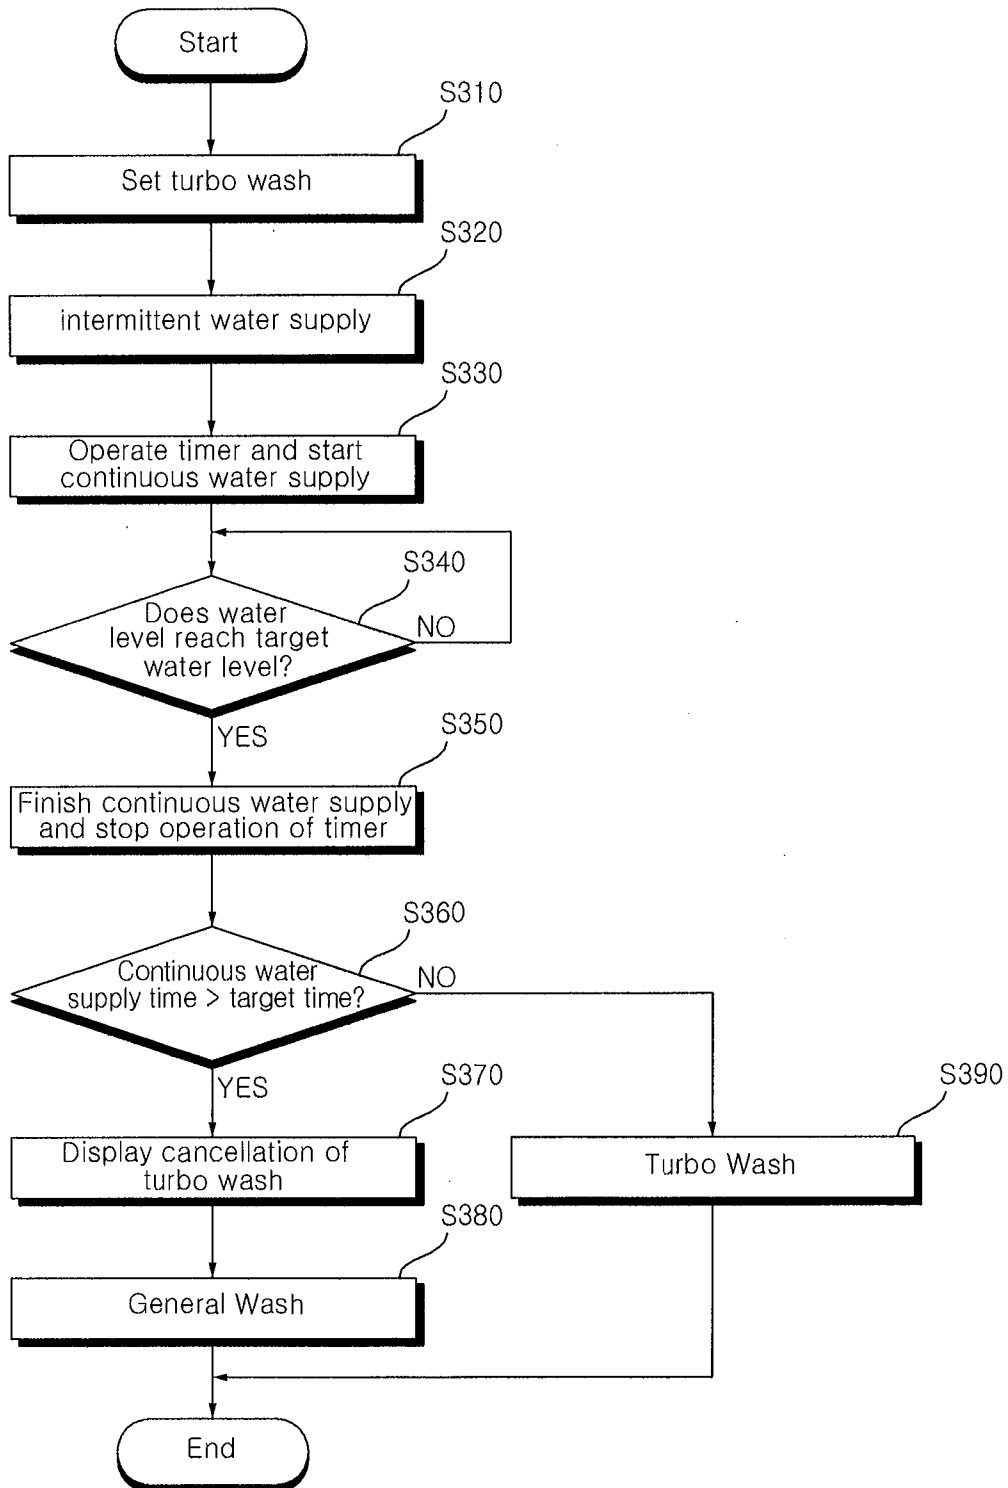 Start
S310
Set turbo wash
S320
intermittent water supply
S330
Operate timer and start
continuous water supply
S340
Does water
level reach target
water level?
NO
YES
S350
Finish continuous water supply
and stop operation of timer
S360
Continuous water
supply time > target time?
NO
YES
S370
Display cancellation of
turbo wash
S390
Turbo Wash
S380
General Wash
End